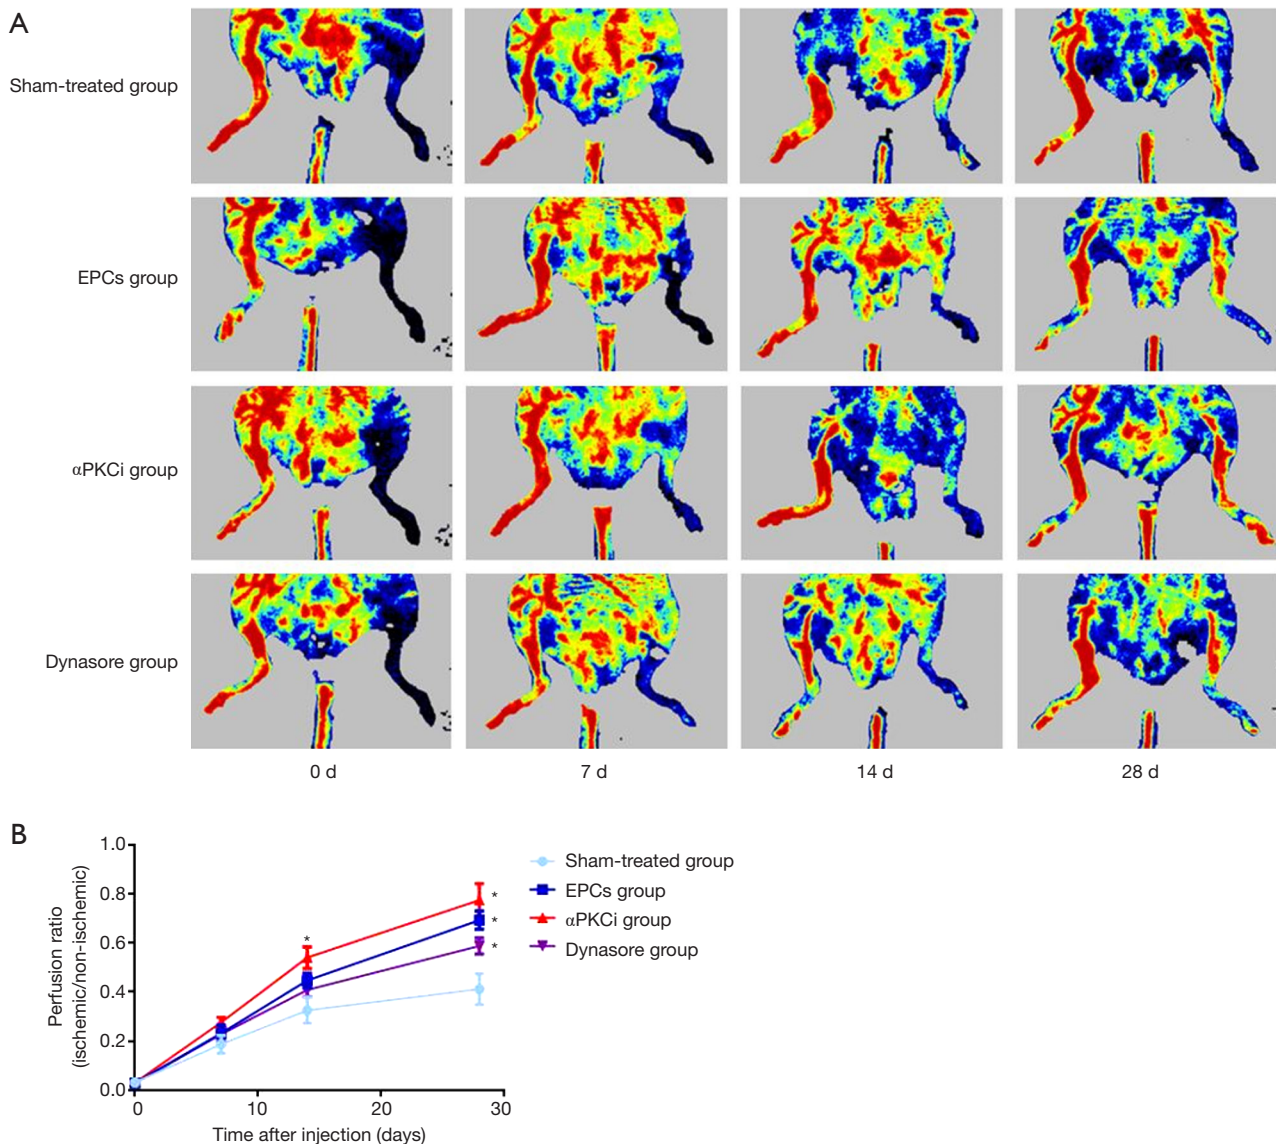 A
Sham-treated group
EPCs group
αPKCi group
Dynasore group
0 d
7 d
14 d
28 d
B
Perfusion ratio
(ischemic/non-ischemic)
1.0
0.8
0.6
0.4
0.2
0.0
0
10
20
30
Time after injection (days)
*
*
*
*
Sham-treated group
EPCs group
αPKCi group
Dynasore group